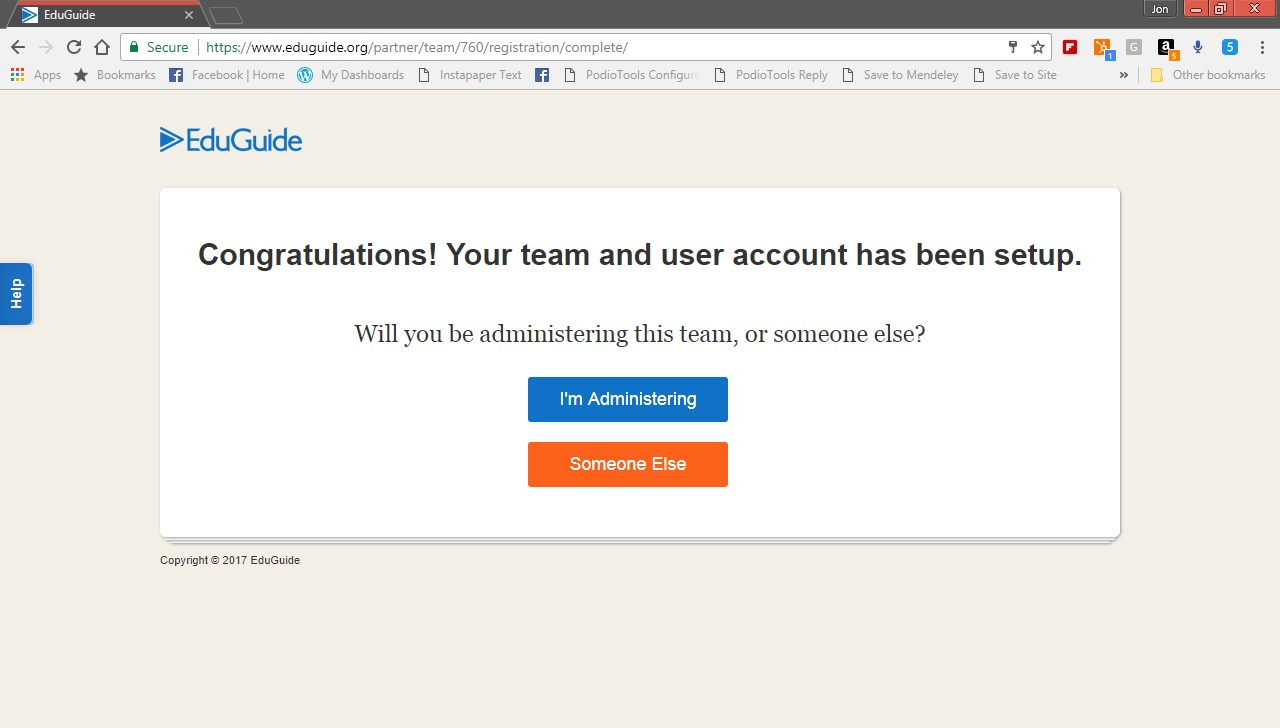 EduGuide
Jon
Secure https://www.eduguide.org/partner/team/760/registration/complete/
1 G a 5 5
Apps Bookmarks Facebook | Home My Dashboards Instapaper Text PodioTools Configur PodioTools Reply Save to Mendeley Save to Site » Other bookmarks
EduGuide
Congratulations! Your team and user account has been setup.
Help
Will you be administering this team, or someone else?
I'm Administering
Someone Else
Copyright © 2017 EduGuide